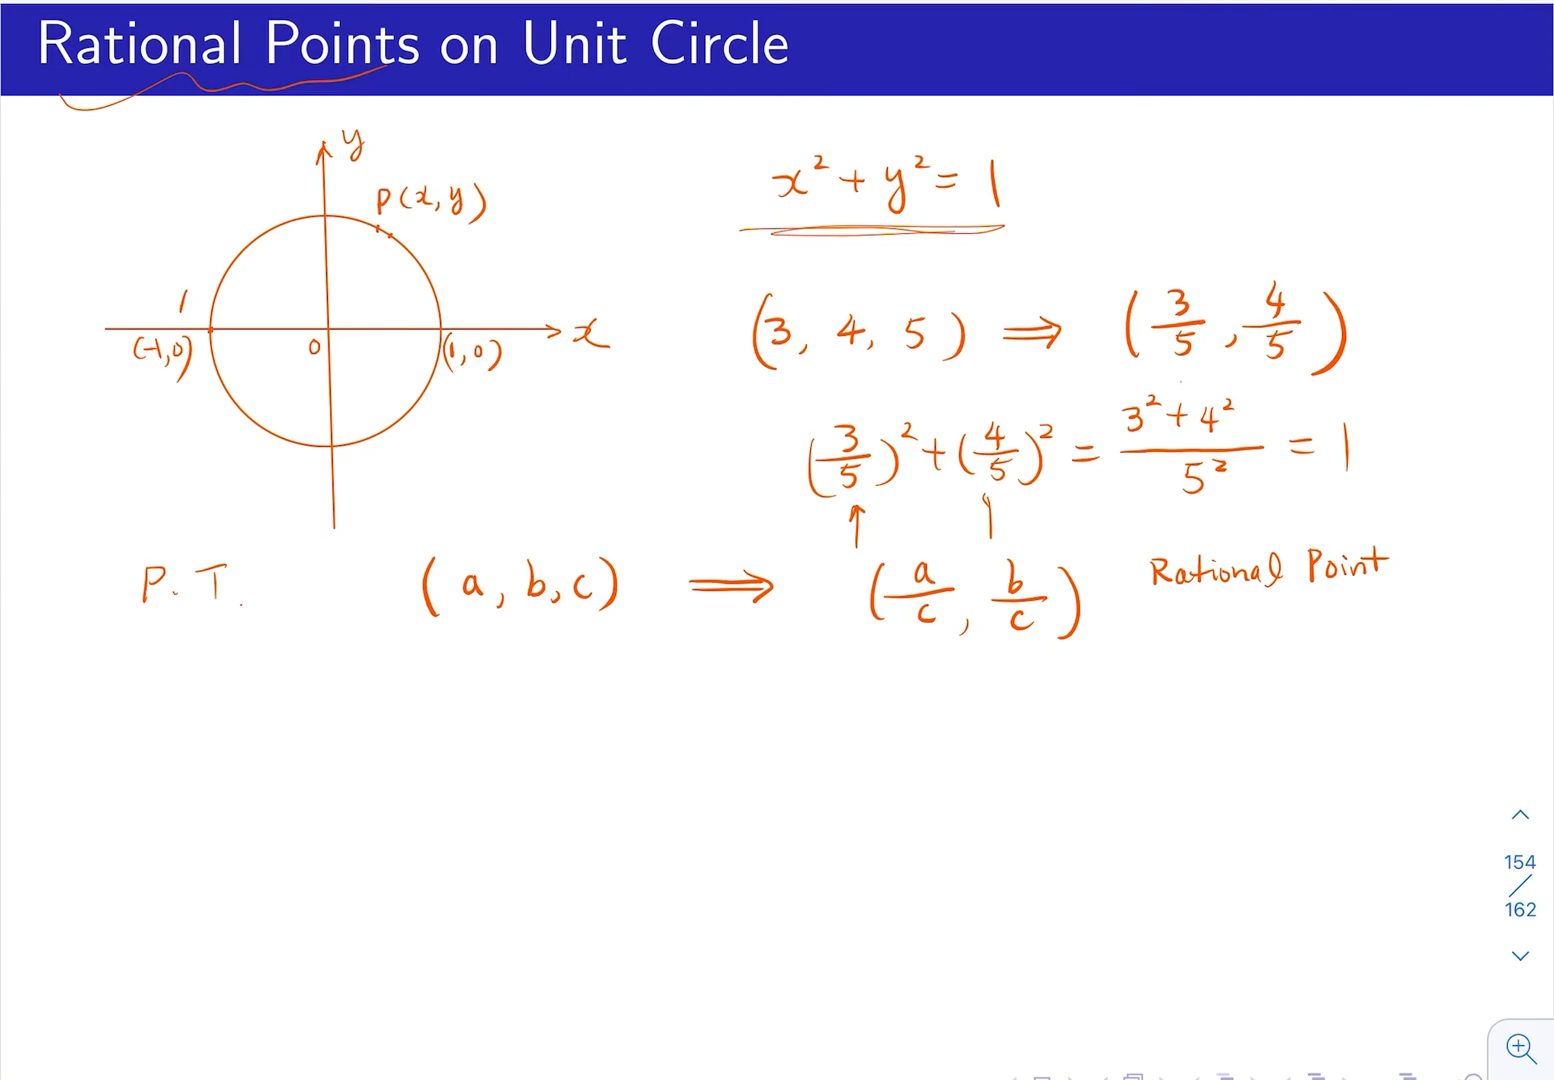 Rational Points on Unit Circle
y
P(x, y)
x² + y² = 1
1
(-1,0)
0
(1,0)
x
(3, 4, 5) ⟹ (3/5, 4/5)
(3/5)² + (4/5)² = (3² + 4²)/5² = 1
P.T. (a, b, c) ⟹ (a/c, b/c) Rational Point
154
/
162